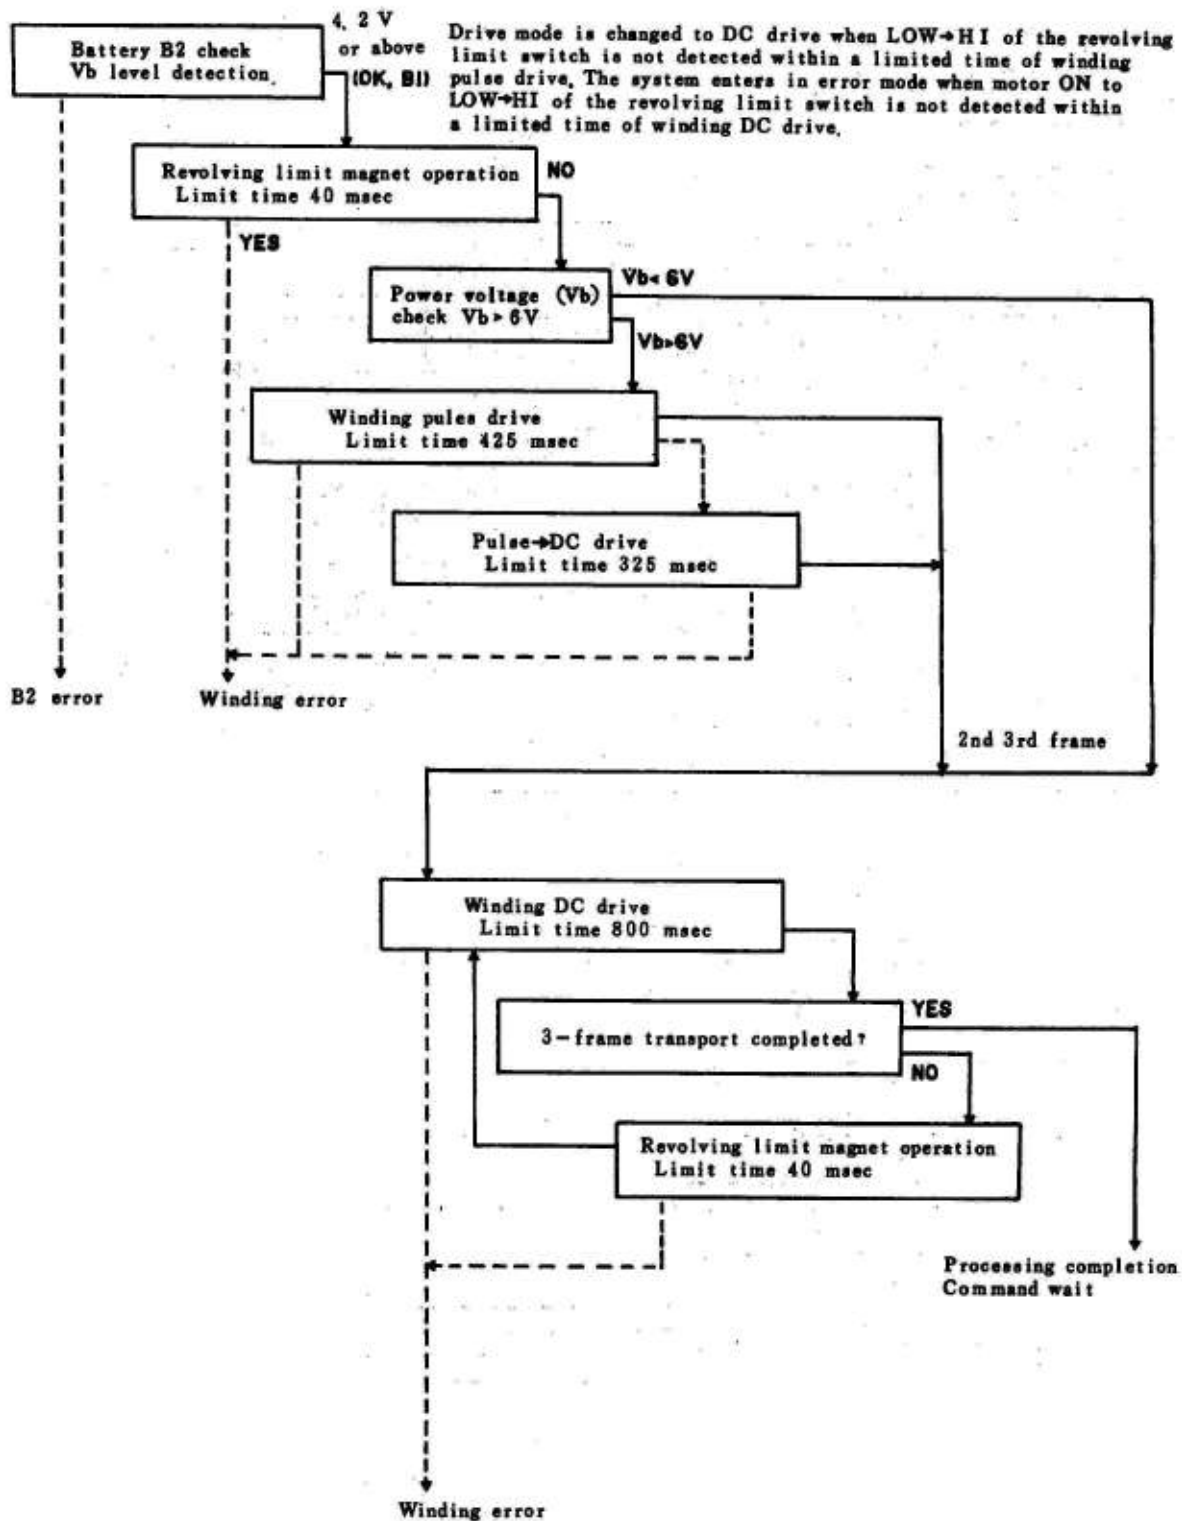 4. 2 V
or above
(OK, BI)
Battery B2 check
Vb level detection.
Drive mode is changed to DC drive when LOW→HI of the revolving
limit switch is not detected within a limited time of winding
pulse drive. The system enters in error mode when motor ON to
LOW→HI of the revolving limit switch is not detected within
a limited time of winding DC drive.
Revolving limit magnet operation
Limit time 40 msec
NO
YES
Power voltage (Vb)
check Vb > 6V
Vb< 6V
Vb>6V
Winding pules drive
Limit time 425 msec
Pulse→DC drive
Limit time 325 msec
B2 error
Winding error
2nd 3rd frame
Winding DC drive
Limit time 800 msec
3-frame transport completed?
YES
NO
Revolving limit magnet operation
Limit time 40 msec
Processing completion
Command wait
Winding error